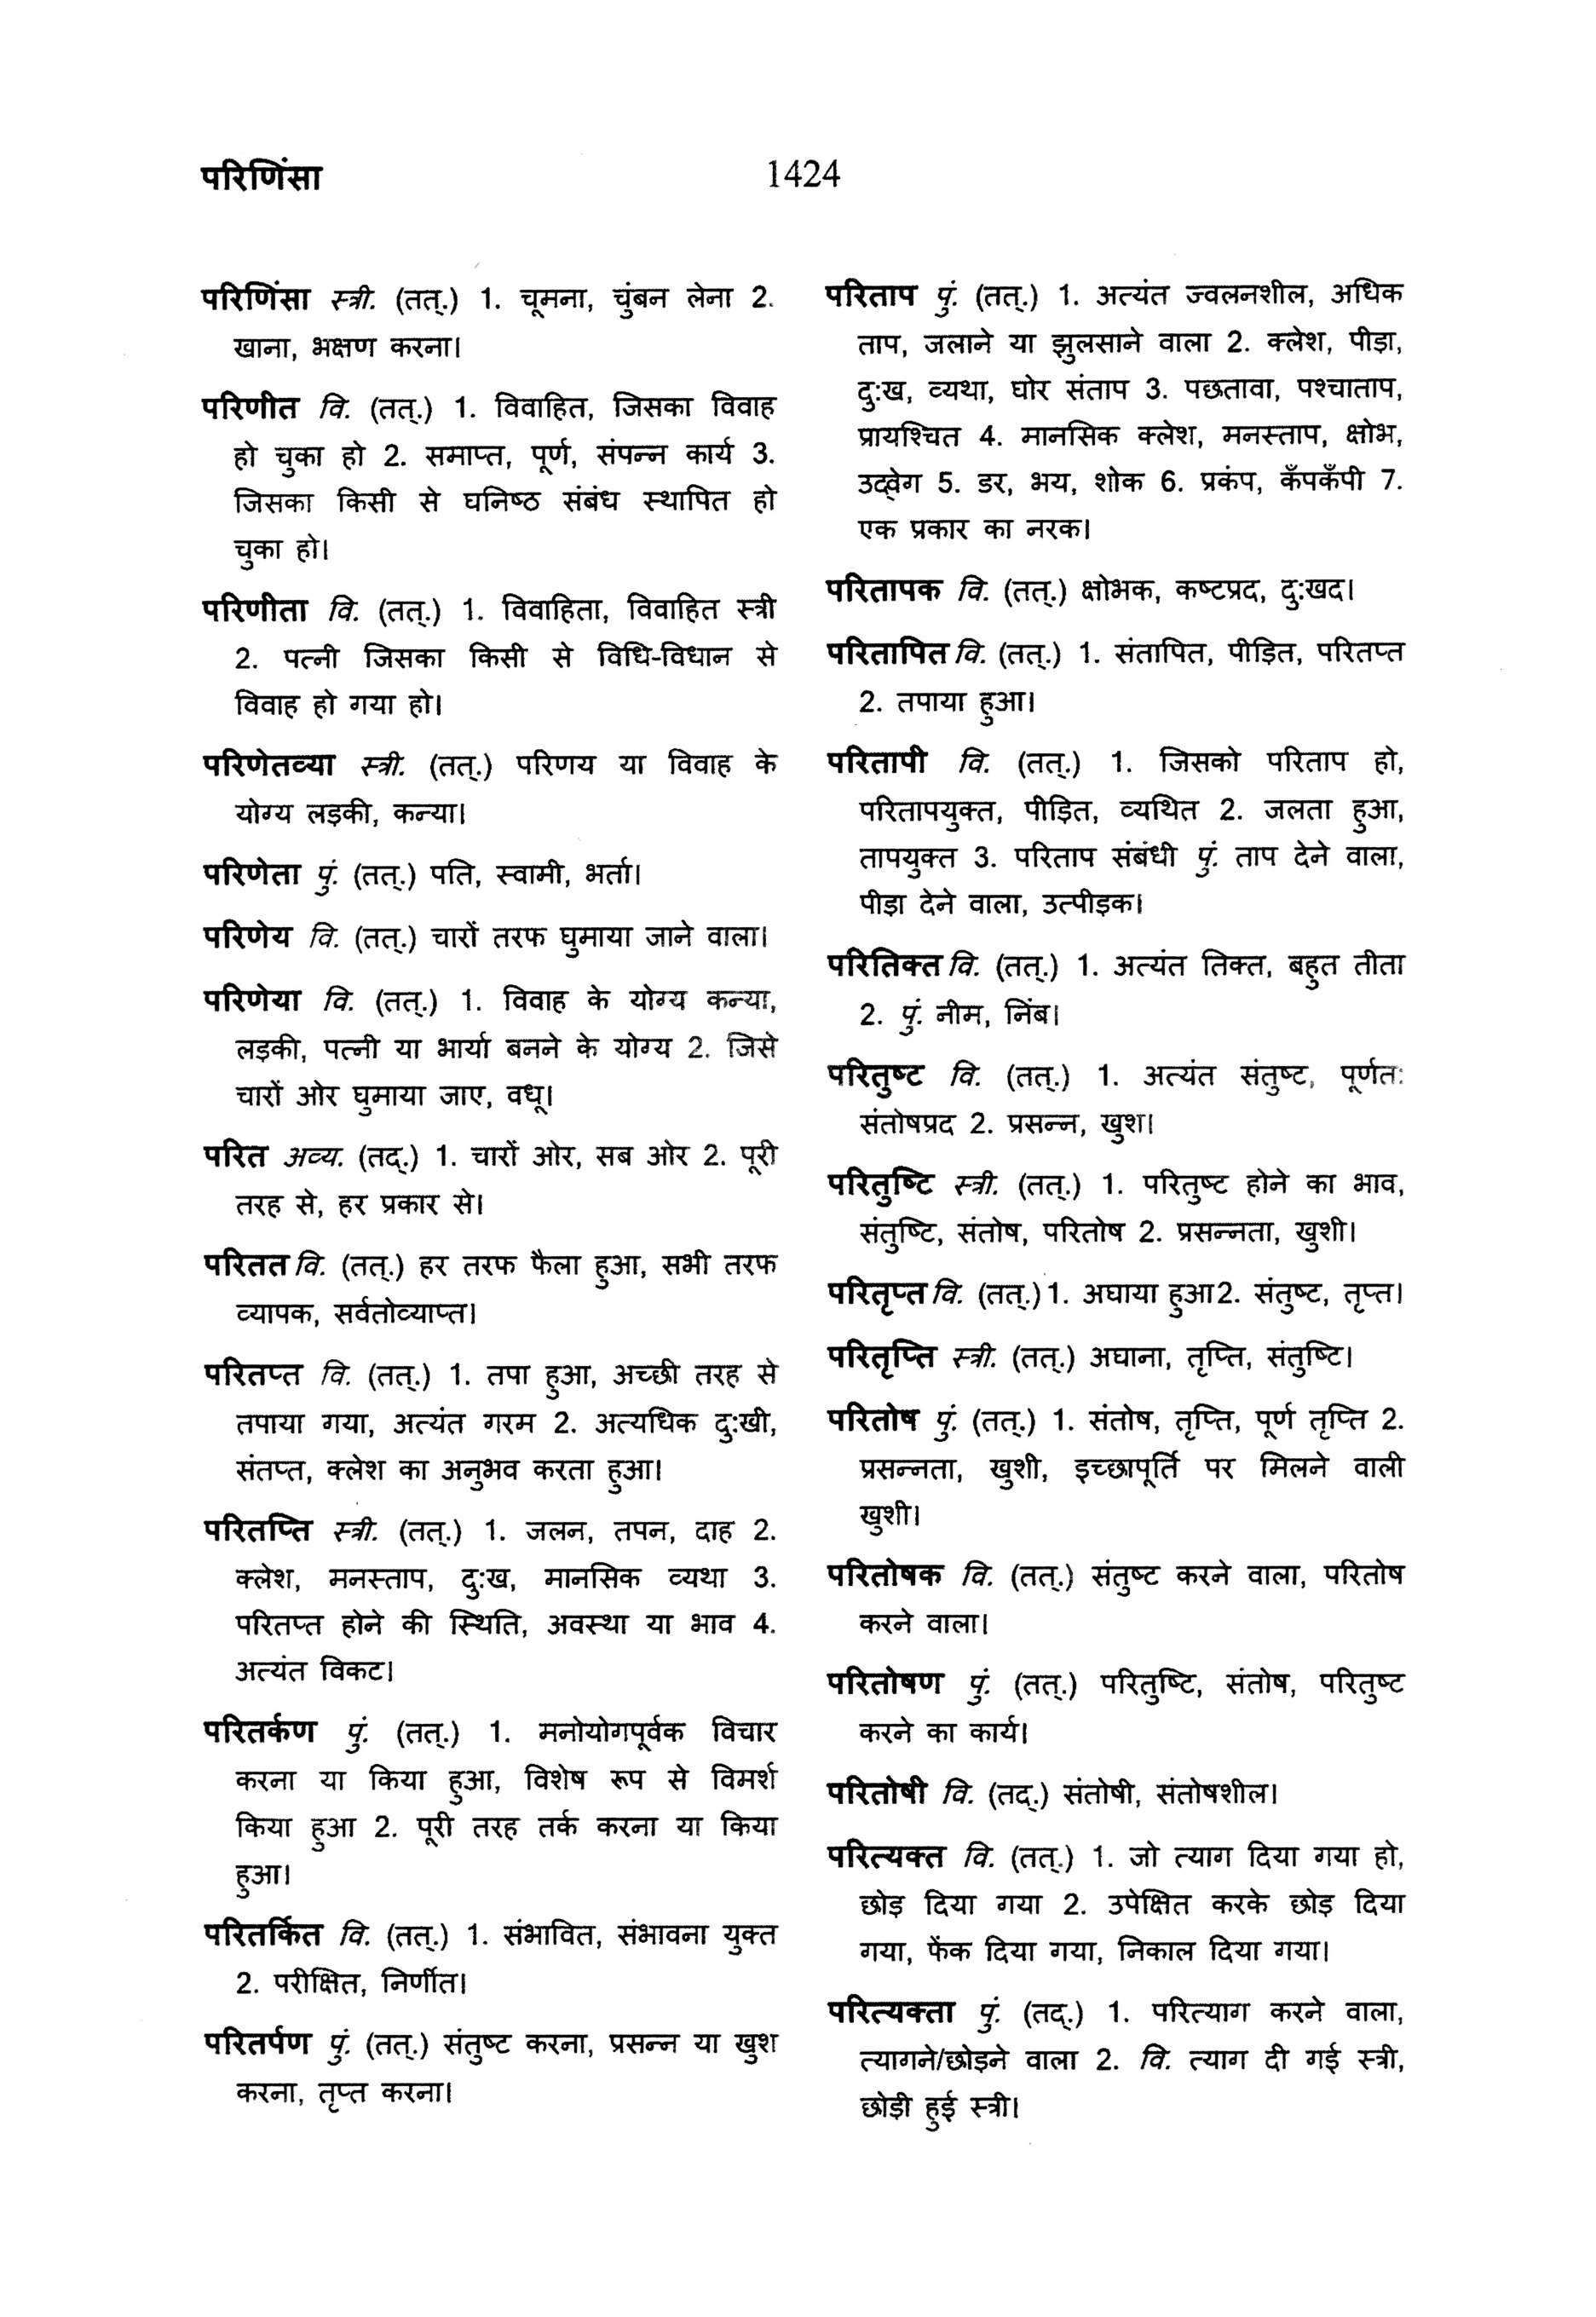 परिणिंसा
1424
परिणिंसा स्त्री. (तत्.) 1. चूमना, चुंबन लेना 2.
खाना, भक्षण करना।
परिणीत वि. (तत्.) 1. विवाहित, जिसका विवाह
हो चुका हो 2. समाप्त, पूर्ण, संपन्न कार्य 3.
जिसका किसी से घनिष्ठ संबंध स्थापित हो
चुका हो।
परिणीता वि. (तत्.) 1. विवाहिता, विवाहित स्त्री
2. पत्नी जिसका किसी से विधि-विधान से
विवाह हो गया हो।
परिणेतव्या स्त्री. (तत्.) परिणय या विवाह के
योग्य लड़की, कन्या।
परिणेता पुं. (तत्.) पति, स्वामी, भर्ता।
परिणेय वि. (तत्.) चारों तरफ घुमाया जाने वाला।
परिणेया वि. (तत्.) 1. विवाह के योग्य कन्या,
लड़की, पत्नी या भार्या बनने के योग्य 2. जिसे
चारों ओर घुमाया जाए, वधू।
परित अव्य. (तद्.) 1. चारों ओर, सब ओर 2. पूरी
तरह से, हर प्रकार से।
परितत वि. (तत्.) हर तरफ फैला हुआ, सभी तरफ
व्यापक, सर्वतोव्याप्त।
परितप्त वि. (तत्.) 1. तपा हुआ, अच्छी तरह से
तपाया गया, अत्यंत गरम 2. अत्यधिक दु:खी,
संतप्त, क्लेश का अनुभव करता हुआ।
परितप्ति स्त्री. (तत्.) 1. जलन, तपन, दाह 2.
क्लेश, मनस्ताप, दु:ख, मानसिक व्यथा 3.
परितप्त होने की स्थिति, अवस्था या भाव 4.
अत्यंत विकट।
परितर्कण पुं. (तत्.) 1. मनोयोगपूर्वक विचार
करना या किया हुआ, विशेष रूप से विमर्श
किया हुआ 2. पूरी तरह तर्क करना या किया
हुआ।
परितर्कित वि. (तत्.) 1. संभावित, संभावना युक्त
2. परीक्षित, निर्णीत।
परितर्पण पुं. (तत्.) संतुष्ट करना, प्रसन्न या खुश
करना, तृप्त करना।
परिताप पुं. (तत्.) 1. अत्यंत ज्वलनशील, अधिक
ताप, जलाने या झुलसाने वाला 2. क्लेश, पीड़ा,
दु:ख, व्यथा, घोर संताप 3. पछतावा, पश्चाताप,
प्रायश्चित 4. मानसिक क्लेश, मनस्ताप, क्षोभ,
उद्वेग 5. डर, भय, शोक 6. प्रकंप, कँपकँपी 7.
एक प्रकार का नरक।
परितापक वि. (तत्.) क्षोभक, कष्टप्रद, दु:खद।
परितापित वि. (तत्.) 1. संतापित, पीड़ित, परितप्त
2. तपाया हुआ।
परितापी वि. (तत्.) 1. जिसको परिताप हो,
परितापयुक्त, पीड़ित, व्यथित 2. जलता हुआ,
तापयुक्त 3. परिताप संबंधी पुं. ताप देने वाला,
पीड़ा देने वाला, उत्पीड़क।
परितिक्त वि. (तत्.) 1. अत्यंत तिक्त, बहुत तीता
2. पुं. नीम, निंब।
परितुष्ट वि. (तत्.) 1. अत्यंत संतुष्ट, पूर्णत:
संतोषप्रद 2. प्रसन्न, खुश।
परितुष्टि स्त्री. (तत्.) 1. परितुष्ट होने का भाव,
संतुष्टि, संतोष, परितोष 2. प्रसन्नता, खुशी।
परितृप्त वि. (तत्.) 1. अघाया हुआ 2. संतुष्ट, तृप्त।
परितृप्ति स्त्री. (तत्.) अघाना, तृप्ति, संतुष्टि।
परितोष पुं. (तत्.) 1. संतोष, तृप्ति, पूर्ण तृप्ति 2.
प्रसन्नता, खुशी, इच्छापूर्ति पर मिलने वाली
खुशी।
परितोषक वि. (तत्.) संतुष्ट करने वाला, परितोष
करने वाला।
परितोषण पुं. (तत्.) परितुष्टि, संतोष, परितुष्ट
करने का कार्य।
परितोषी वि. (तद्.) संतोषी, संतोषशील।
परित्यक्त वि. (तत्.) 1. जो त्याग दिया गया हो,
छोड़ दिया गया 2. उपेक्षित करके छोड़ दिया
गया, फेंक दिया गया, निकाल दिया गया।
परित्यक्ता पुं. (तद्.) 1. परित्याग करने वाला,
त्यागने/छोड़ने वाला 2. वि. त्याग दी गई स्त्री,
छोड़ी हुई स्त्री।